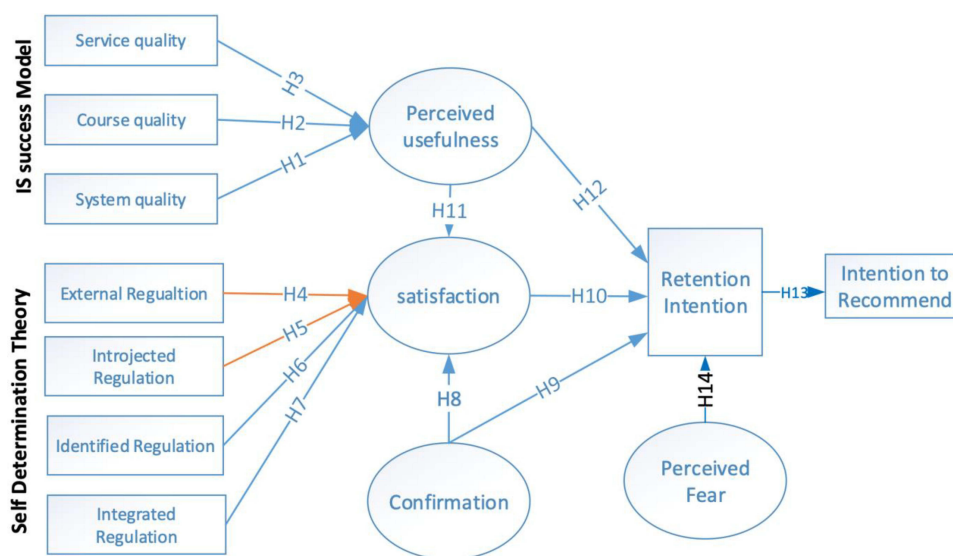 IS success Model
Service quality
Course quality
System quality
H3
H2
H1
Perceived
usefulness
H11
H12
Self Determination Theory
External Regualtion
Introjected
Regulation
Identified Regulation
Integrated
Regulation
H4
H5
H6
H7
satisfaction
H10
H8
H9
Confirmation
Retention
Intention
H13
Intention to
Recommend
H14
Perceived
Fear